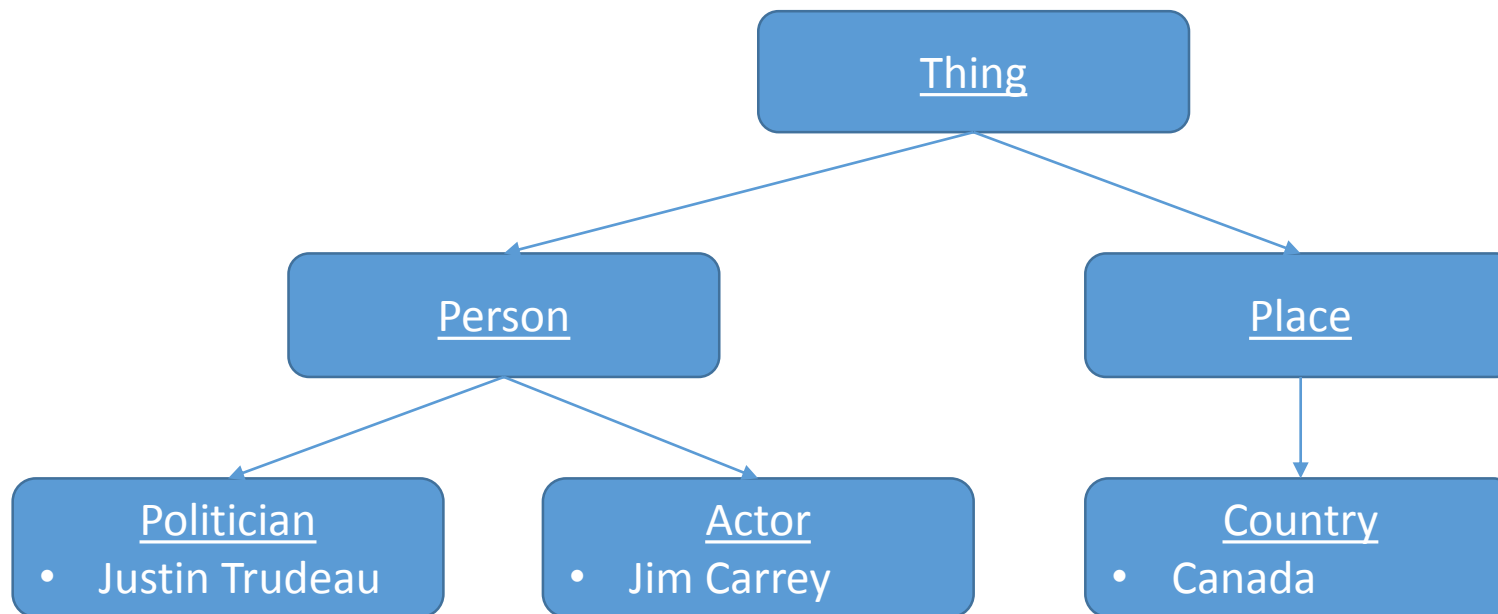 Thing
Person
Place
Politician
• Justin Trudeau
Actor
• Jim Carrey
Country
• Canada